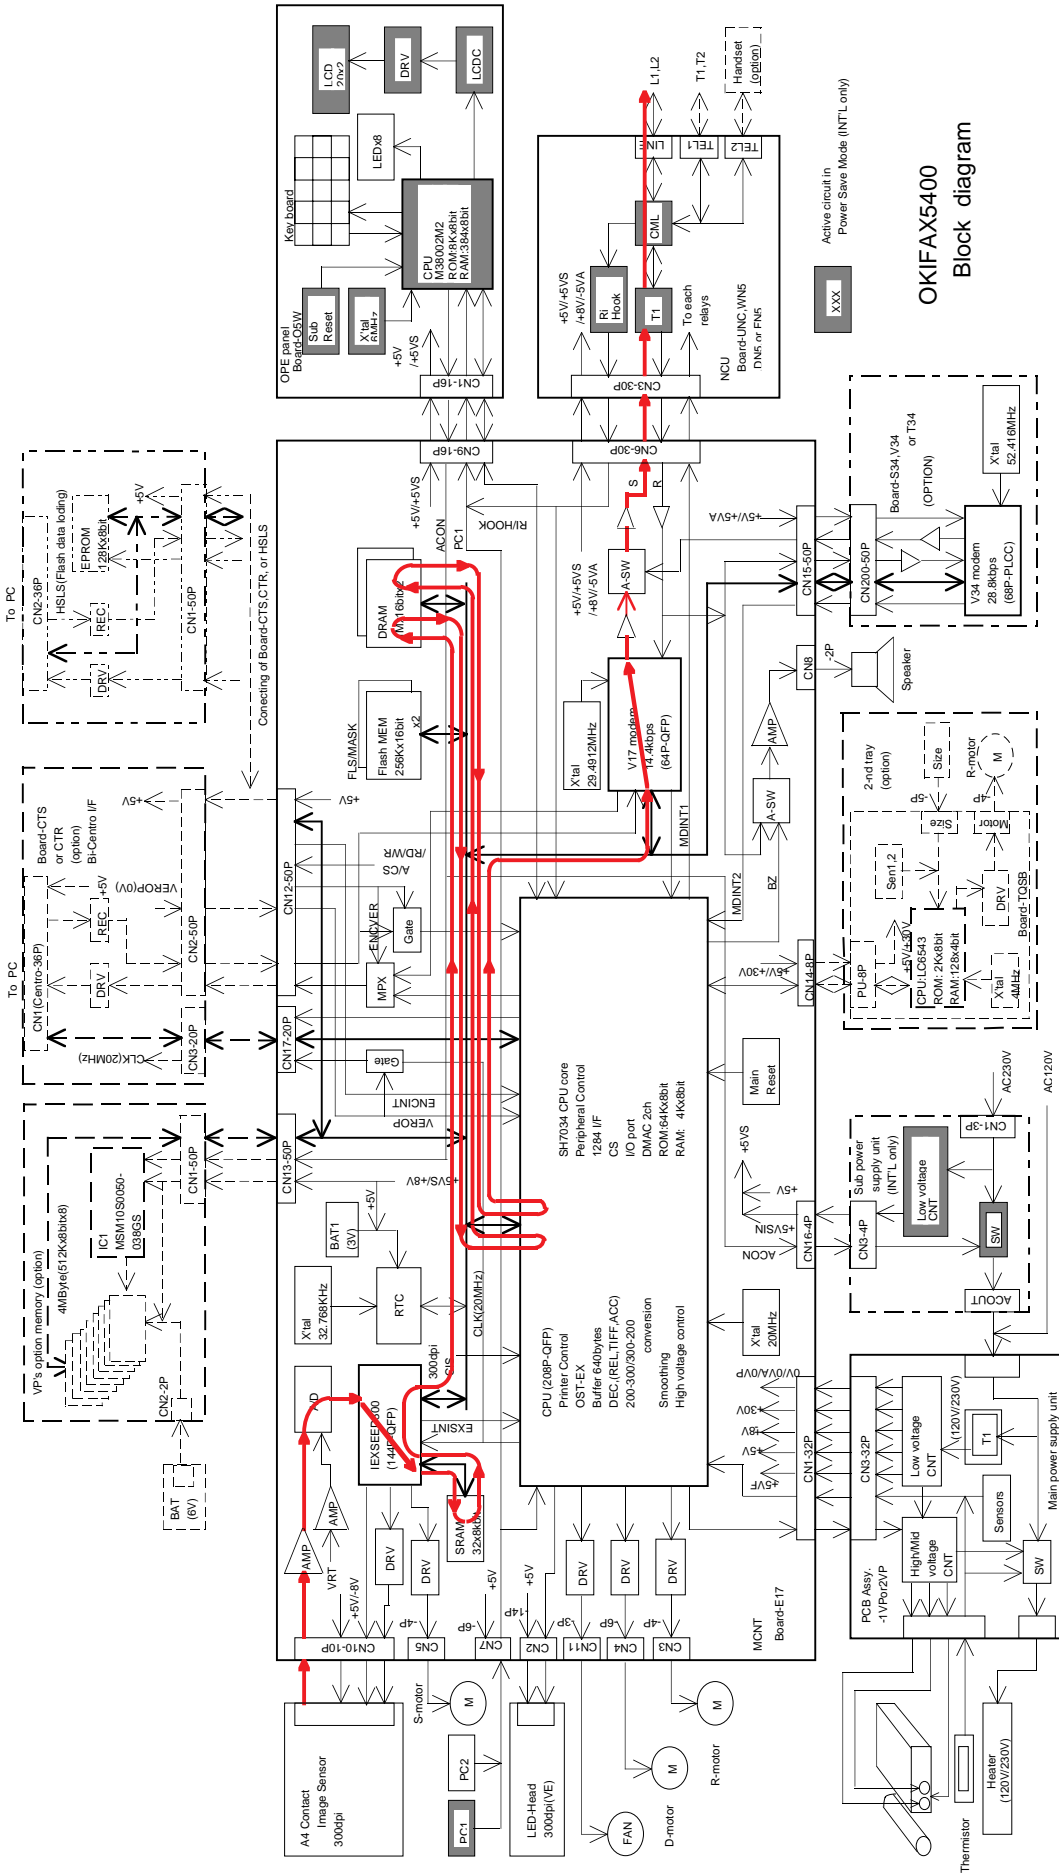 OKIFAX5400
Block diagram
XXX
Active circuit in
Power Save Mode (INT'L only)
OPE panel
Board-O5W
Key board
LCD
20x2
DRV
LCDC
LEDx8
CPU
M38002M2
ROM:8Kx8bit
RAM:384x8bit
Sub
Reset
X'tal
8MHz
+5V
/+5VS
CN1-16P
L1,L2
T1,T2
Handset
(option)
LINE
TEL1
TEL2
CML
Ri
Hook
T1
+5V/+5VS
/+8V/-5VA
To each
relays
CN3-30P
NCU
Board-UNC,WN5
DN5 or FN5
To PC
CN2-36P
HSLS(Flash data loding)
EPROM
128Kx8bit
+5V
REC
DRV
CN1-50P
Conecting of Board-CTS,CTR, or HSLS
To PC
CN1(Centro-36P)
Board-CTS
or CTR
(option)
Bi-Centro I/F
+5V
REC
DRV
VEROP(0V)
+5V
CLK(20MHz)
CN3-20P
CN2-50P
VP's option memory (option)
4MByte(512Kx8bitx8)
IC1
MSM10S0050-
038GS
CN1-50P
CN2-2P
BAT
(6V)
CN9-16P
CN6-30P
+5V/+5VS
ACON
PC1
RI/HOOK
+5V/+5VS
/+8V/-5VA
S
R
A-SW
+5V/+5VA
DRAM
Flash MEM
256Kx16bit
x2
FLS/MASK
X'tal
29.4912MHz
V17 modem
14.4kbps
(64P-QFP)
MDINT1
MDINT2
BZ
A-SW
AMP
CN8
-2P
Speaker
CN15-50P
CN200-50P
Board-S34,V34
or T34
(OPTION)
X'tal
52.416MHz
V34 modem
28.8kbps
(68P-PLCC)
CN12-50P
+5V
A/CS
/RD/WR
ENCVER
Gate
MPX
CN17-20P
Gate
ENCINT
VEROP
CN13-50P
+5VS/+8V
+5V
BAT1
(3V)
X'tal
32.768KHz
RTC
CLK(20MHz)
300dpi
EXSINT
(144P-QFP)
SRAM
32x8kbit
AMP
AMP
VRT
+5V/-8V
DRV
DRV
CPU (208P-QFP)
Printer Control
OST-EX
Buffer 640bytes
DEC,(REL,TIFF,ACC)
200-300/300-200
conversion
Smoothing
High voltage control
SH7034 CPU core
Peripheral Control
1284 I/F
CS
I/O port
DMAC 2ch
ROM:64Kx8bit
RAM: 4Kx8bit
Main
Reset
X'tal
20MHz
+5V/+30V
CN14-8P
+5VS
+5V
+5VSIN
ACON
CN16-4P
0V/0VA/0VP
+30V
+8V
+5V
+5VF
CN1-32P
CN10-10P
CN5
-4P
CN7
-6P
+5V
CN2
-14P
+5V
CN11
-3P
DRV
CN4
-6P
DRV
CN3
-4P
DRV
MCNT
Board-E17
A4 Contact
Image Sensor
300dpi
S-motor
M
PC2
PC1
LED-Head
300dpi(VE)
FAN
D-motor
M
R-motor
M
2-nd tray
(option)
Size
-5P
Size
R-motor
M
-4P
Motor
Sen1,2
DRV
Board-TQSB
PU-8P
+5V/+30V
CPU:LC6543
ROM: 2Kx8bit
RAM:128x4bit
X'tal
4MHz
Sub power
supply unit
(INT'L only)
CN3-4P
Low voltage
CNT
CN1-3P
AC230V
AC120V
SW
ACOUT
CN3-32P
Low voltage
CNT
(120V/230V)
T1
Main power supply unit
High/Mid
voltage
CNT
Sensors
SW
PCB Assy.
-1VPor2VP
Thermistor
Heater
(120V/230V)